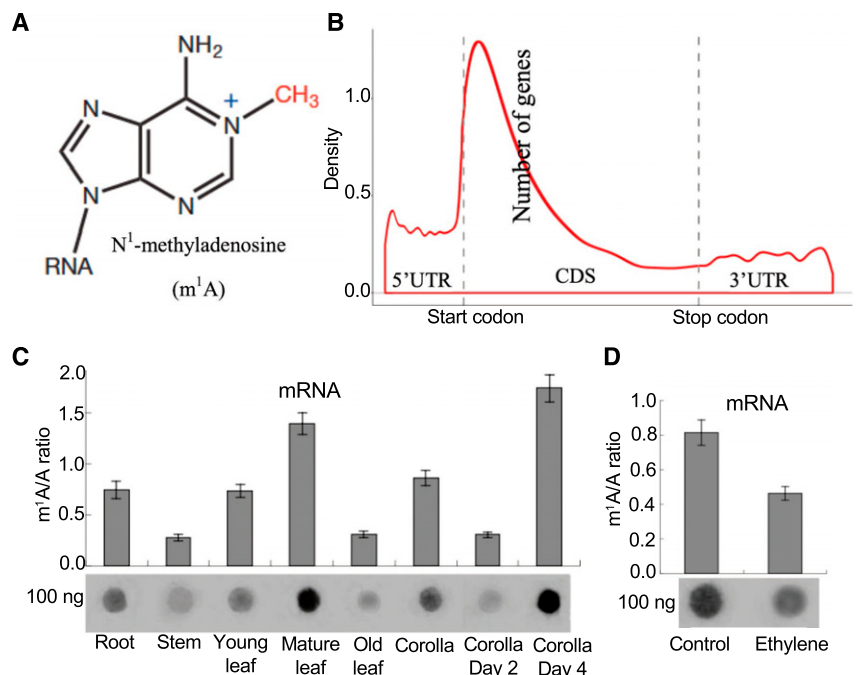 A
NH2
N
+
CH3
N
N
N
RNA
N1-methyladenosine
(m1A)
B
Density
1.0
0.5
0.0
Number of genes
5'UTR
CDS
3'UTR
Start codon
Stop codon
C
m1A/A ratio
2.0
1.5
1.0
0.5
0.0
mRNA
100 ng
Root
Stem
Young
leaf
Mature
leaf
Old
leaf
Corolla
Corolla
Day 2
Corolla
Day 4
D
m1A/A ratio
1.0
0.8
0.6
0.4
0.2
0
mRNA
100 ng
Control
Ethylene